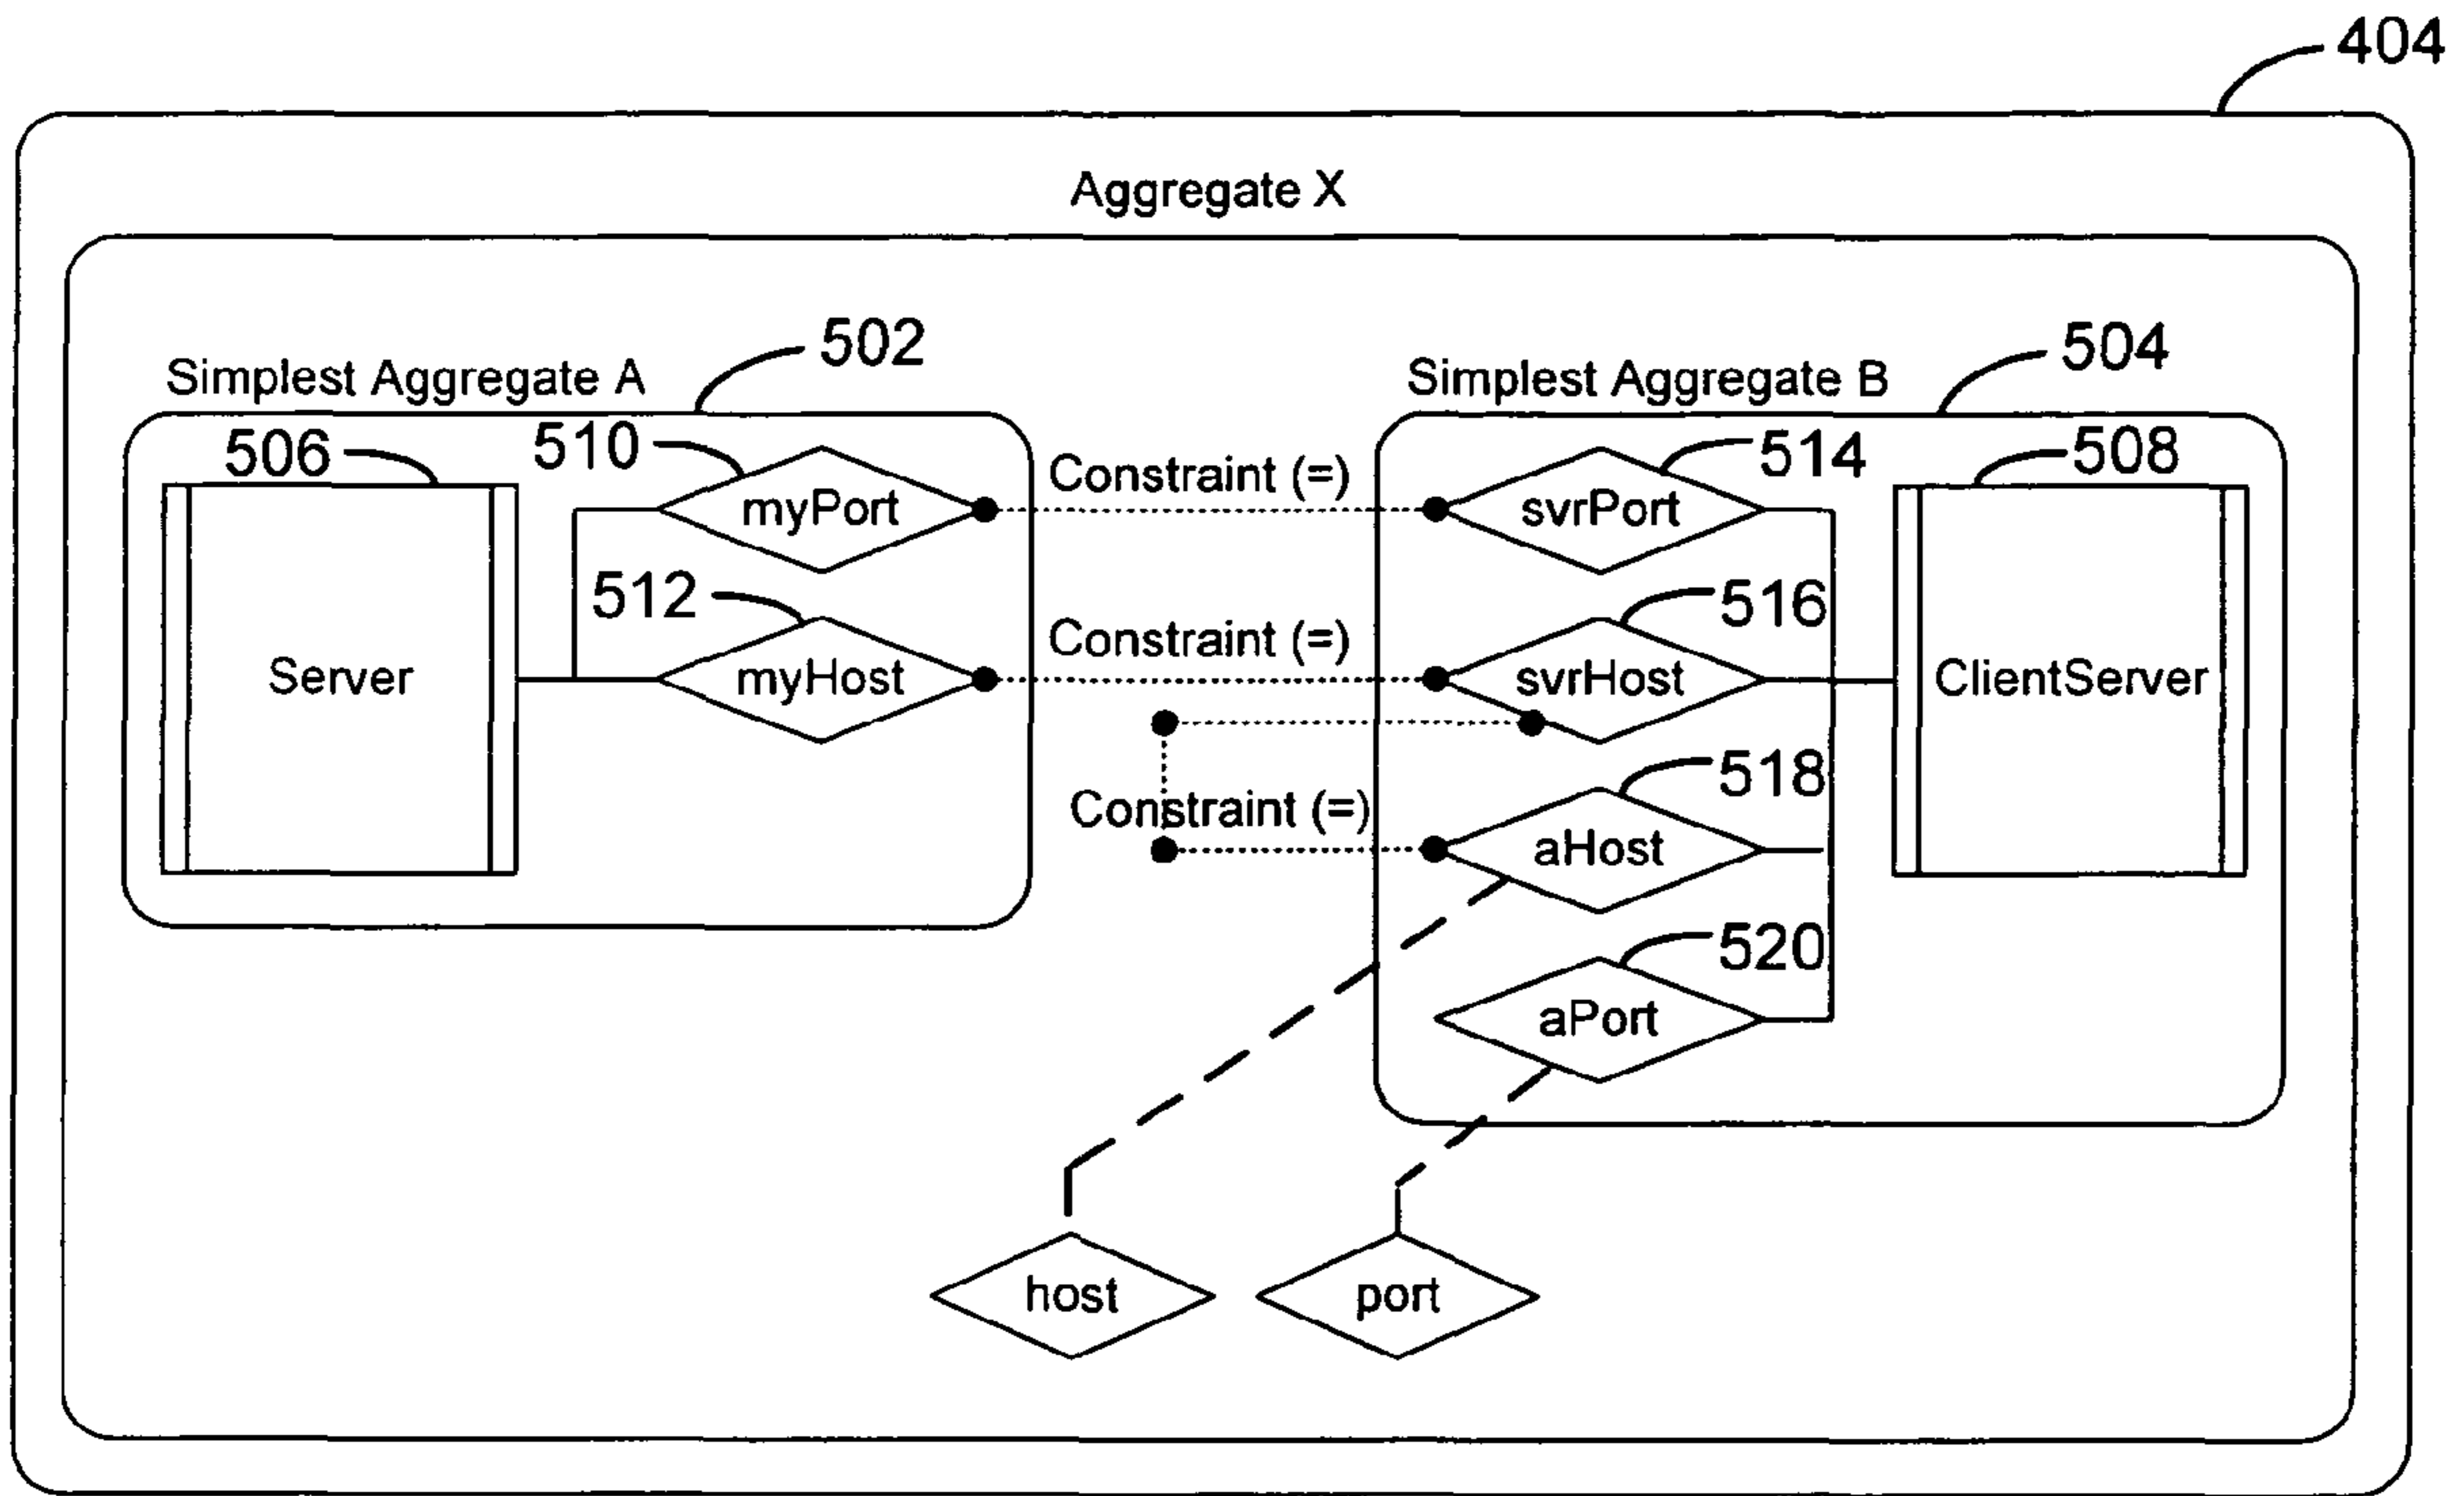 404
Aggregate X
502
504
Simplest Aggregate A
Simplest Aggregate B
506
510
Constraint (=)
514
508
myPort
svrPort
512
Constraint (=)
516
Server
myHost
svrHost
ClientServer
518
Constraint (=)
aHost
520
aPort
host
port